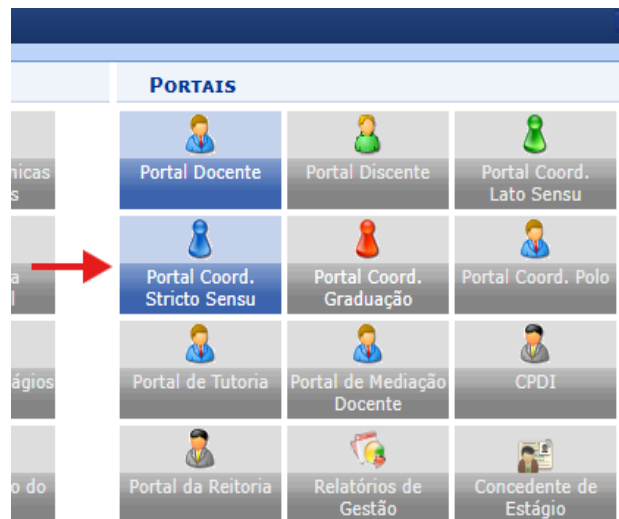 PORTAIS
Portal Docente
Portal Discente
Portal Coord.
Lato Sensu
Portal Coord.
Stricto Sensu
Portal Coord.
Graduação
Portal Coord. Polo
Portal de Tutoria
Portal de Mediação
Docente
CPDI
Portal da Reitoria
Relatórios de
Gestão
Concedente de
Estágio